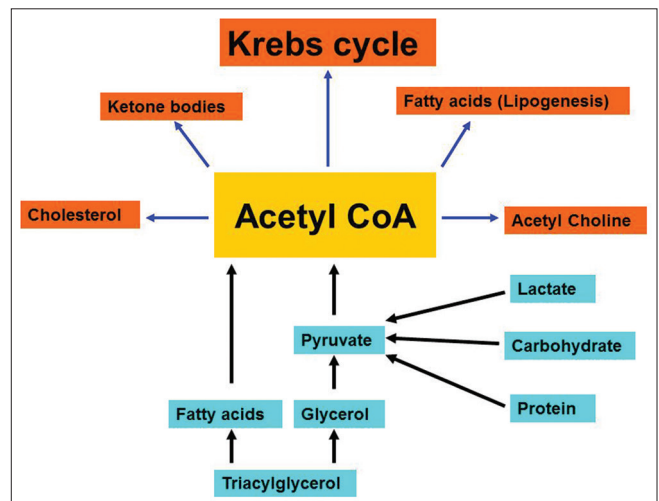 Krebs cycle
Ketone bodies
Fatty acids (Lipogenesis)
Cholesterol
Acetyl CoA
Acetyl Choline
Lactate
Pyruvate
Carbohydrate
Fatty acids
Glycerol
Protein
Triacylglycerol